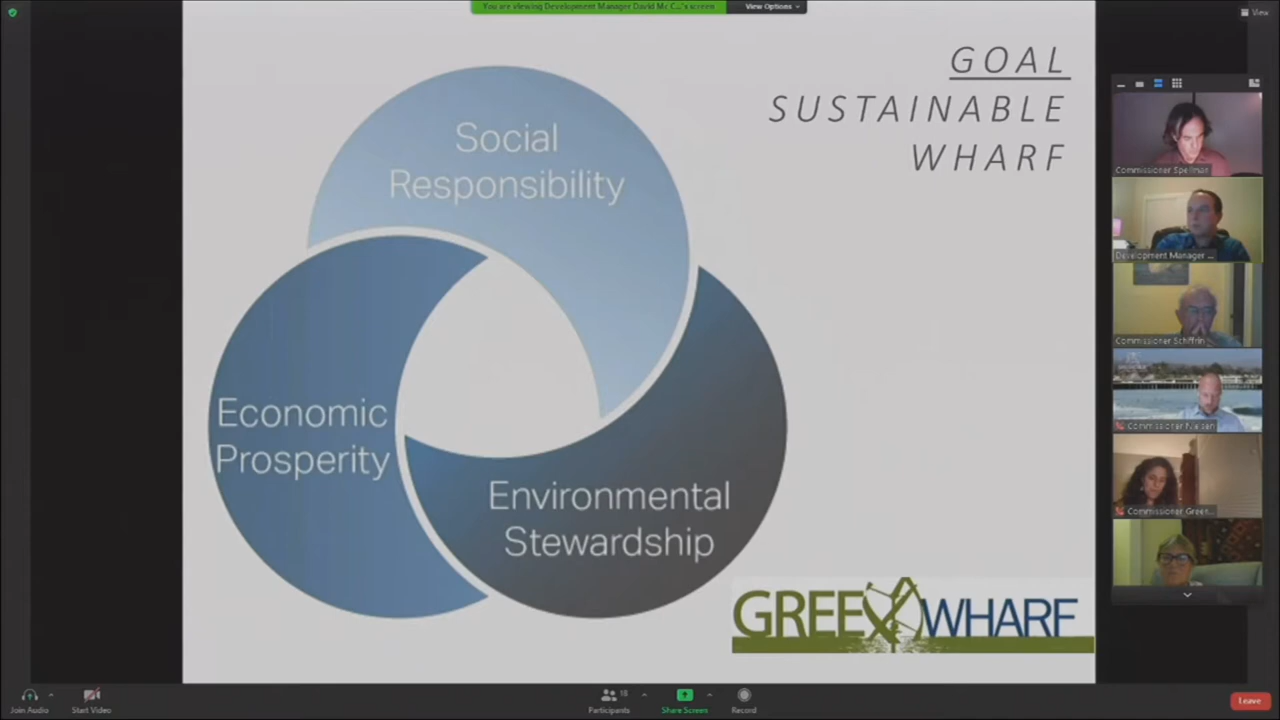 You are viewing Development Manager David Mc C...'s screen
View Options
View
GOAL
SUSTAINABLE
WHARF
Social
Responsibility
Economic
Prosperity
Environmental
Stewardship
GREEN WHARF
Commissioner Spellman
Development Manager ...
Commissioner Schiffrin
Commissioner Nielsen
Commissioner Green...
Join Audio
Start Video
Participants
18
Share Screen
Record
Leave